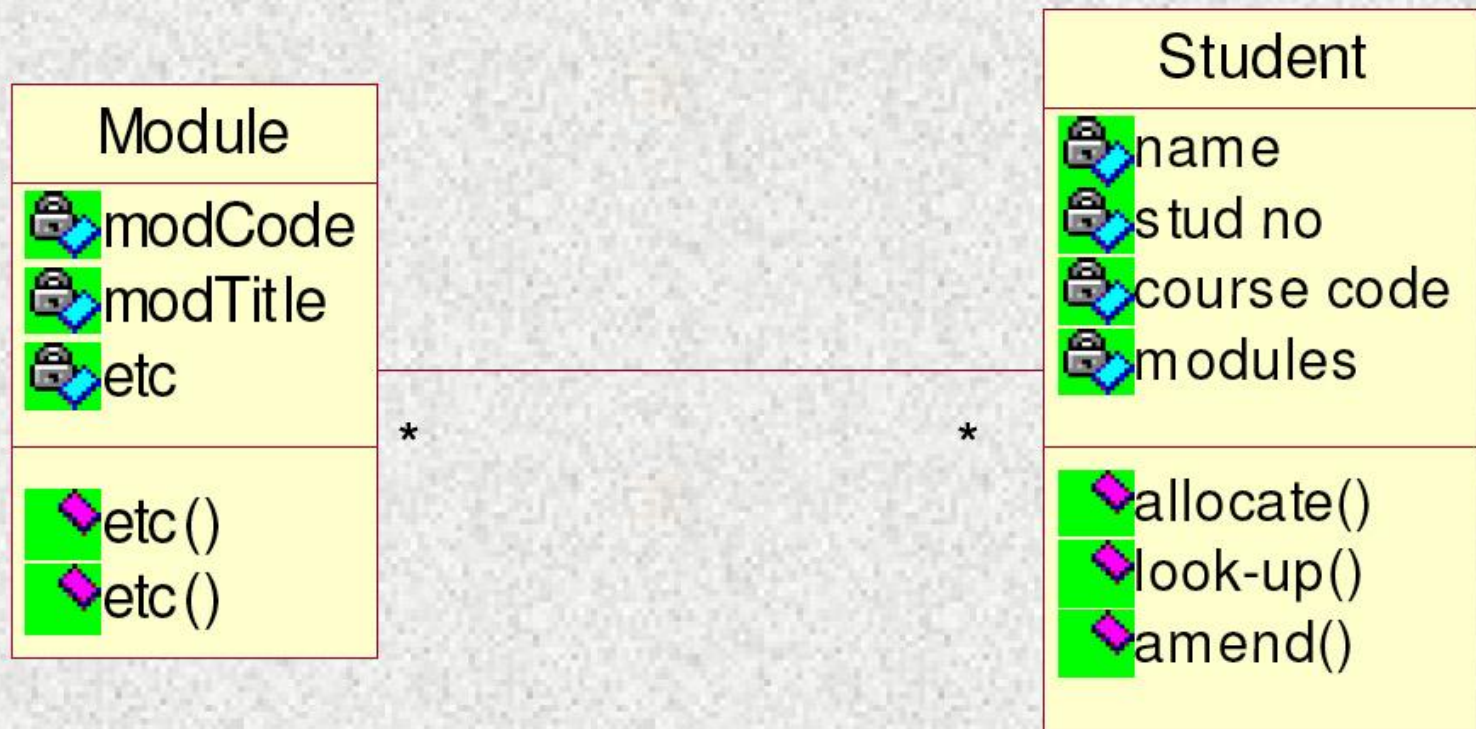 Module
modCode
modTitle
etc
etc()
etc()
*
*
Student
name
stud no
course code
modules
allocate()
look-up()
amend()